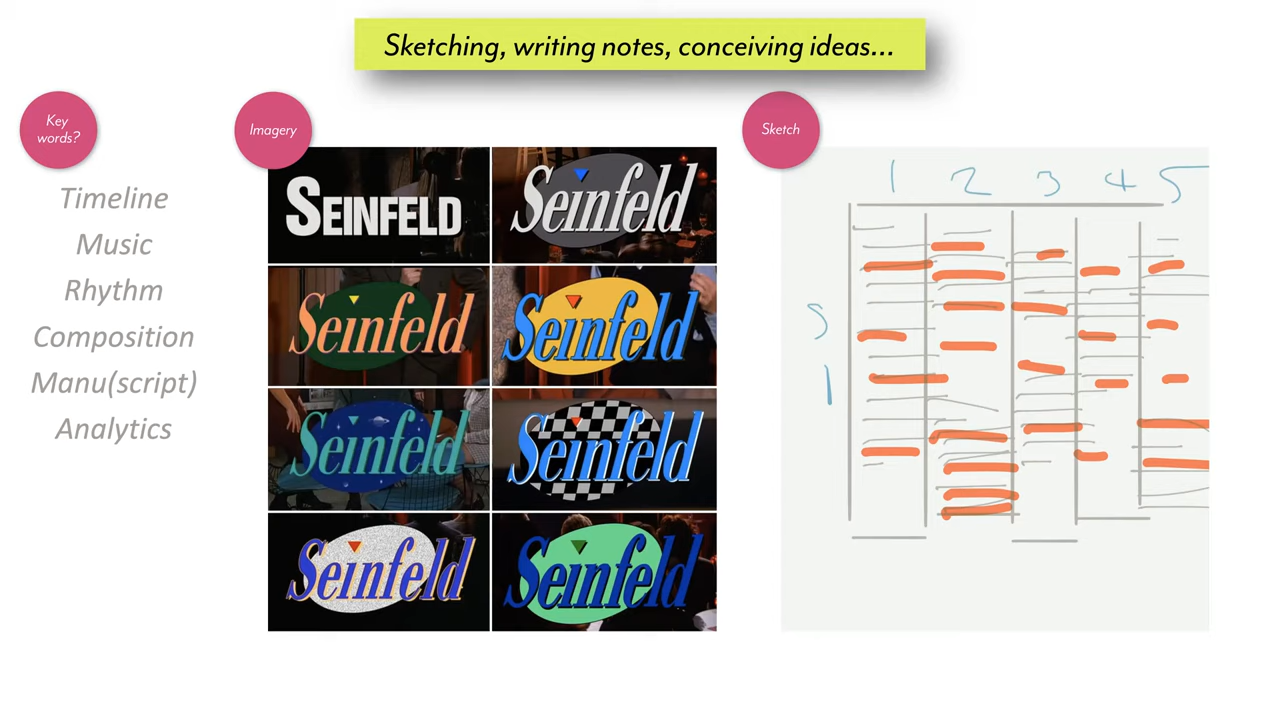 Sketching, writing notes, conceiving ideas...
Key
words?
Timeline
Music
Rhythm
Composition
Manu(script)
Analytics
Imagery
SEINFELD
Seinfeld
Seinfeld
Seinfeld
Seinfeld
Seinfeld
Seinfeld
Seinfeld
Sketch
1 2 3 4 5
S
1